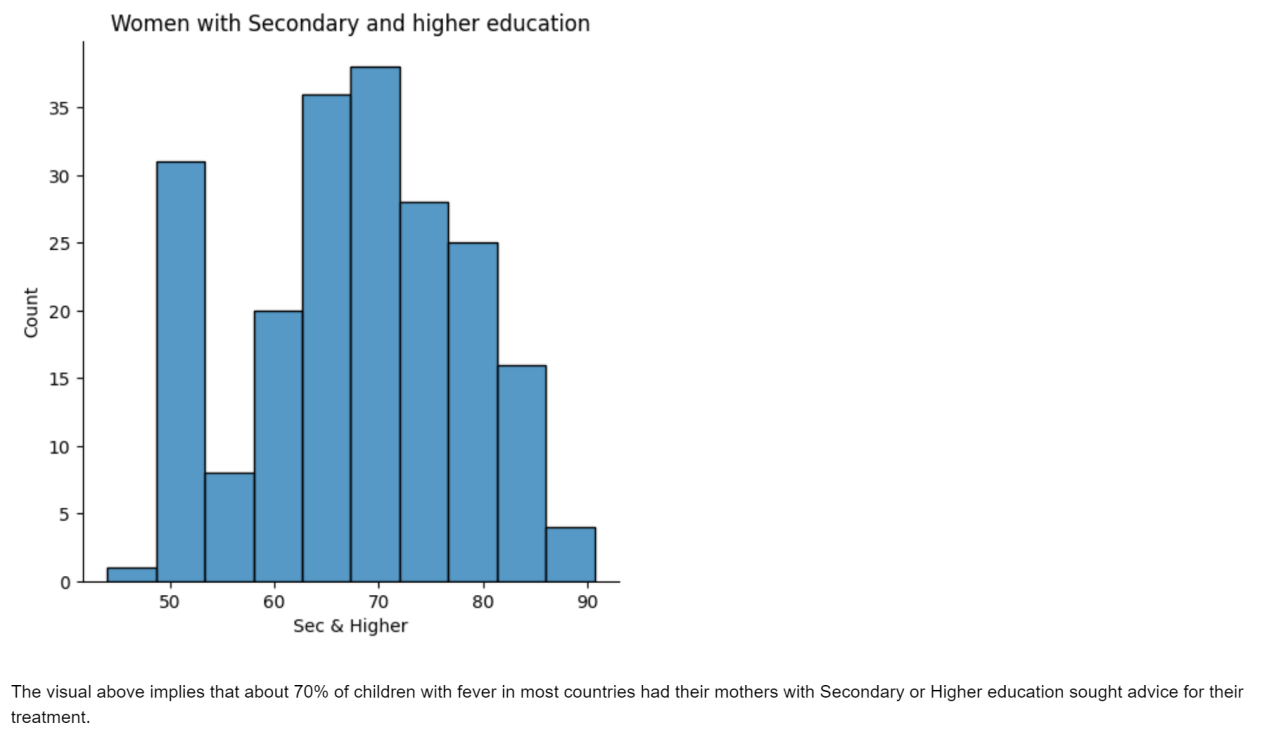 Women with Secondary and higher education
35
30
25
20
15
10
5
0
Count
50 60 70 80 90
Sec & Higher
The visual above implies that about 70% of children with fever in most countries had their mothers with Secondary or Higher education sought advice for their
treatment.